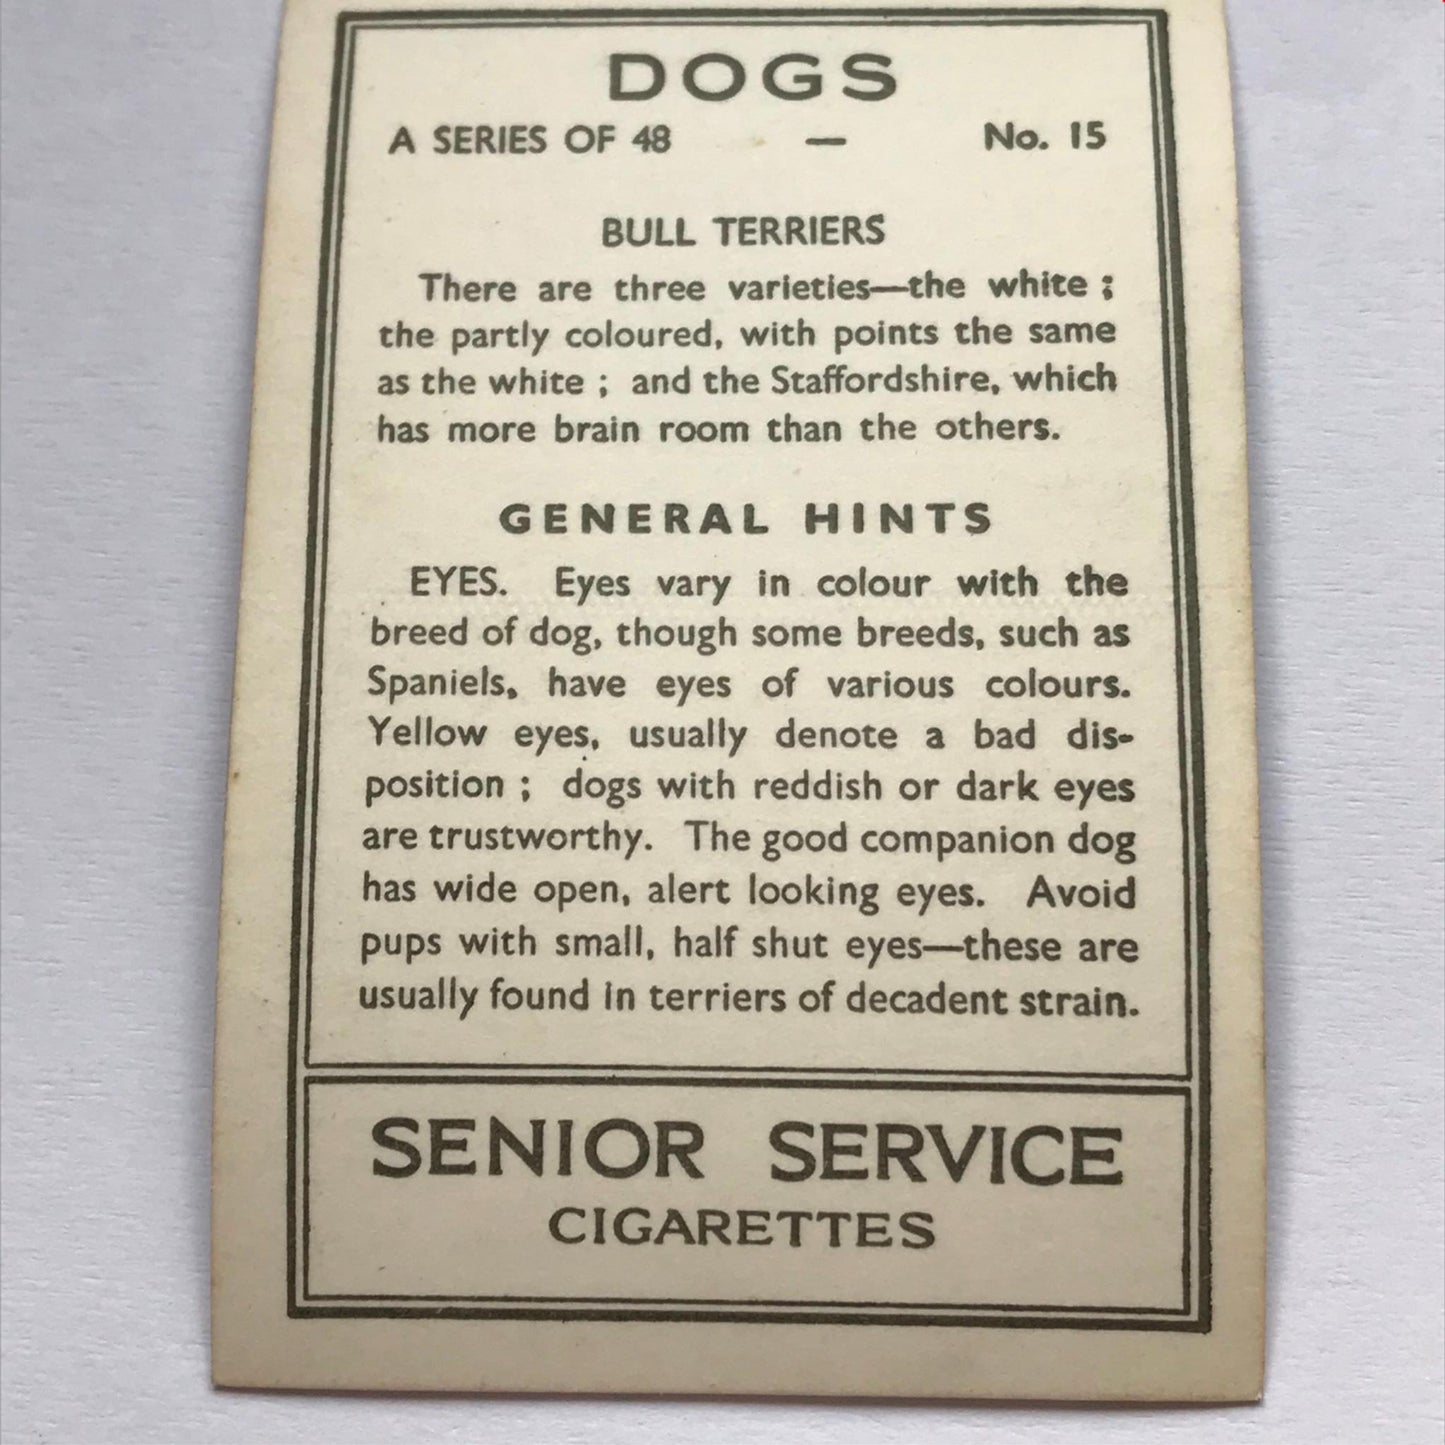 DOGS
A SERIES OF 48 — No. 15
BULL TERRIERS
There are three varieties—the white ;
the partly coloured, with points the same
as the white ; and the Staffordshire, which
has more brain room than the others.
GENERAL HINTS
EYES. Eyes vary in colour with the
breed of dog, though some breeds, such as
Spaniels, have eyes of various colours.
Yellow eyes, usually denote a bad dis-
position ; dogs with reddish or dark eyes
are trustworthy. The good companion dog
has wide open, alert looking eyes. Avoid
pups with small, half shut eyes—these are
usually found in terriers of decadent strain.
SENIOR SERVICE
CIGARETTES